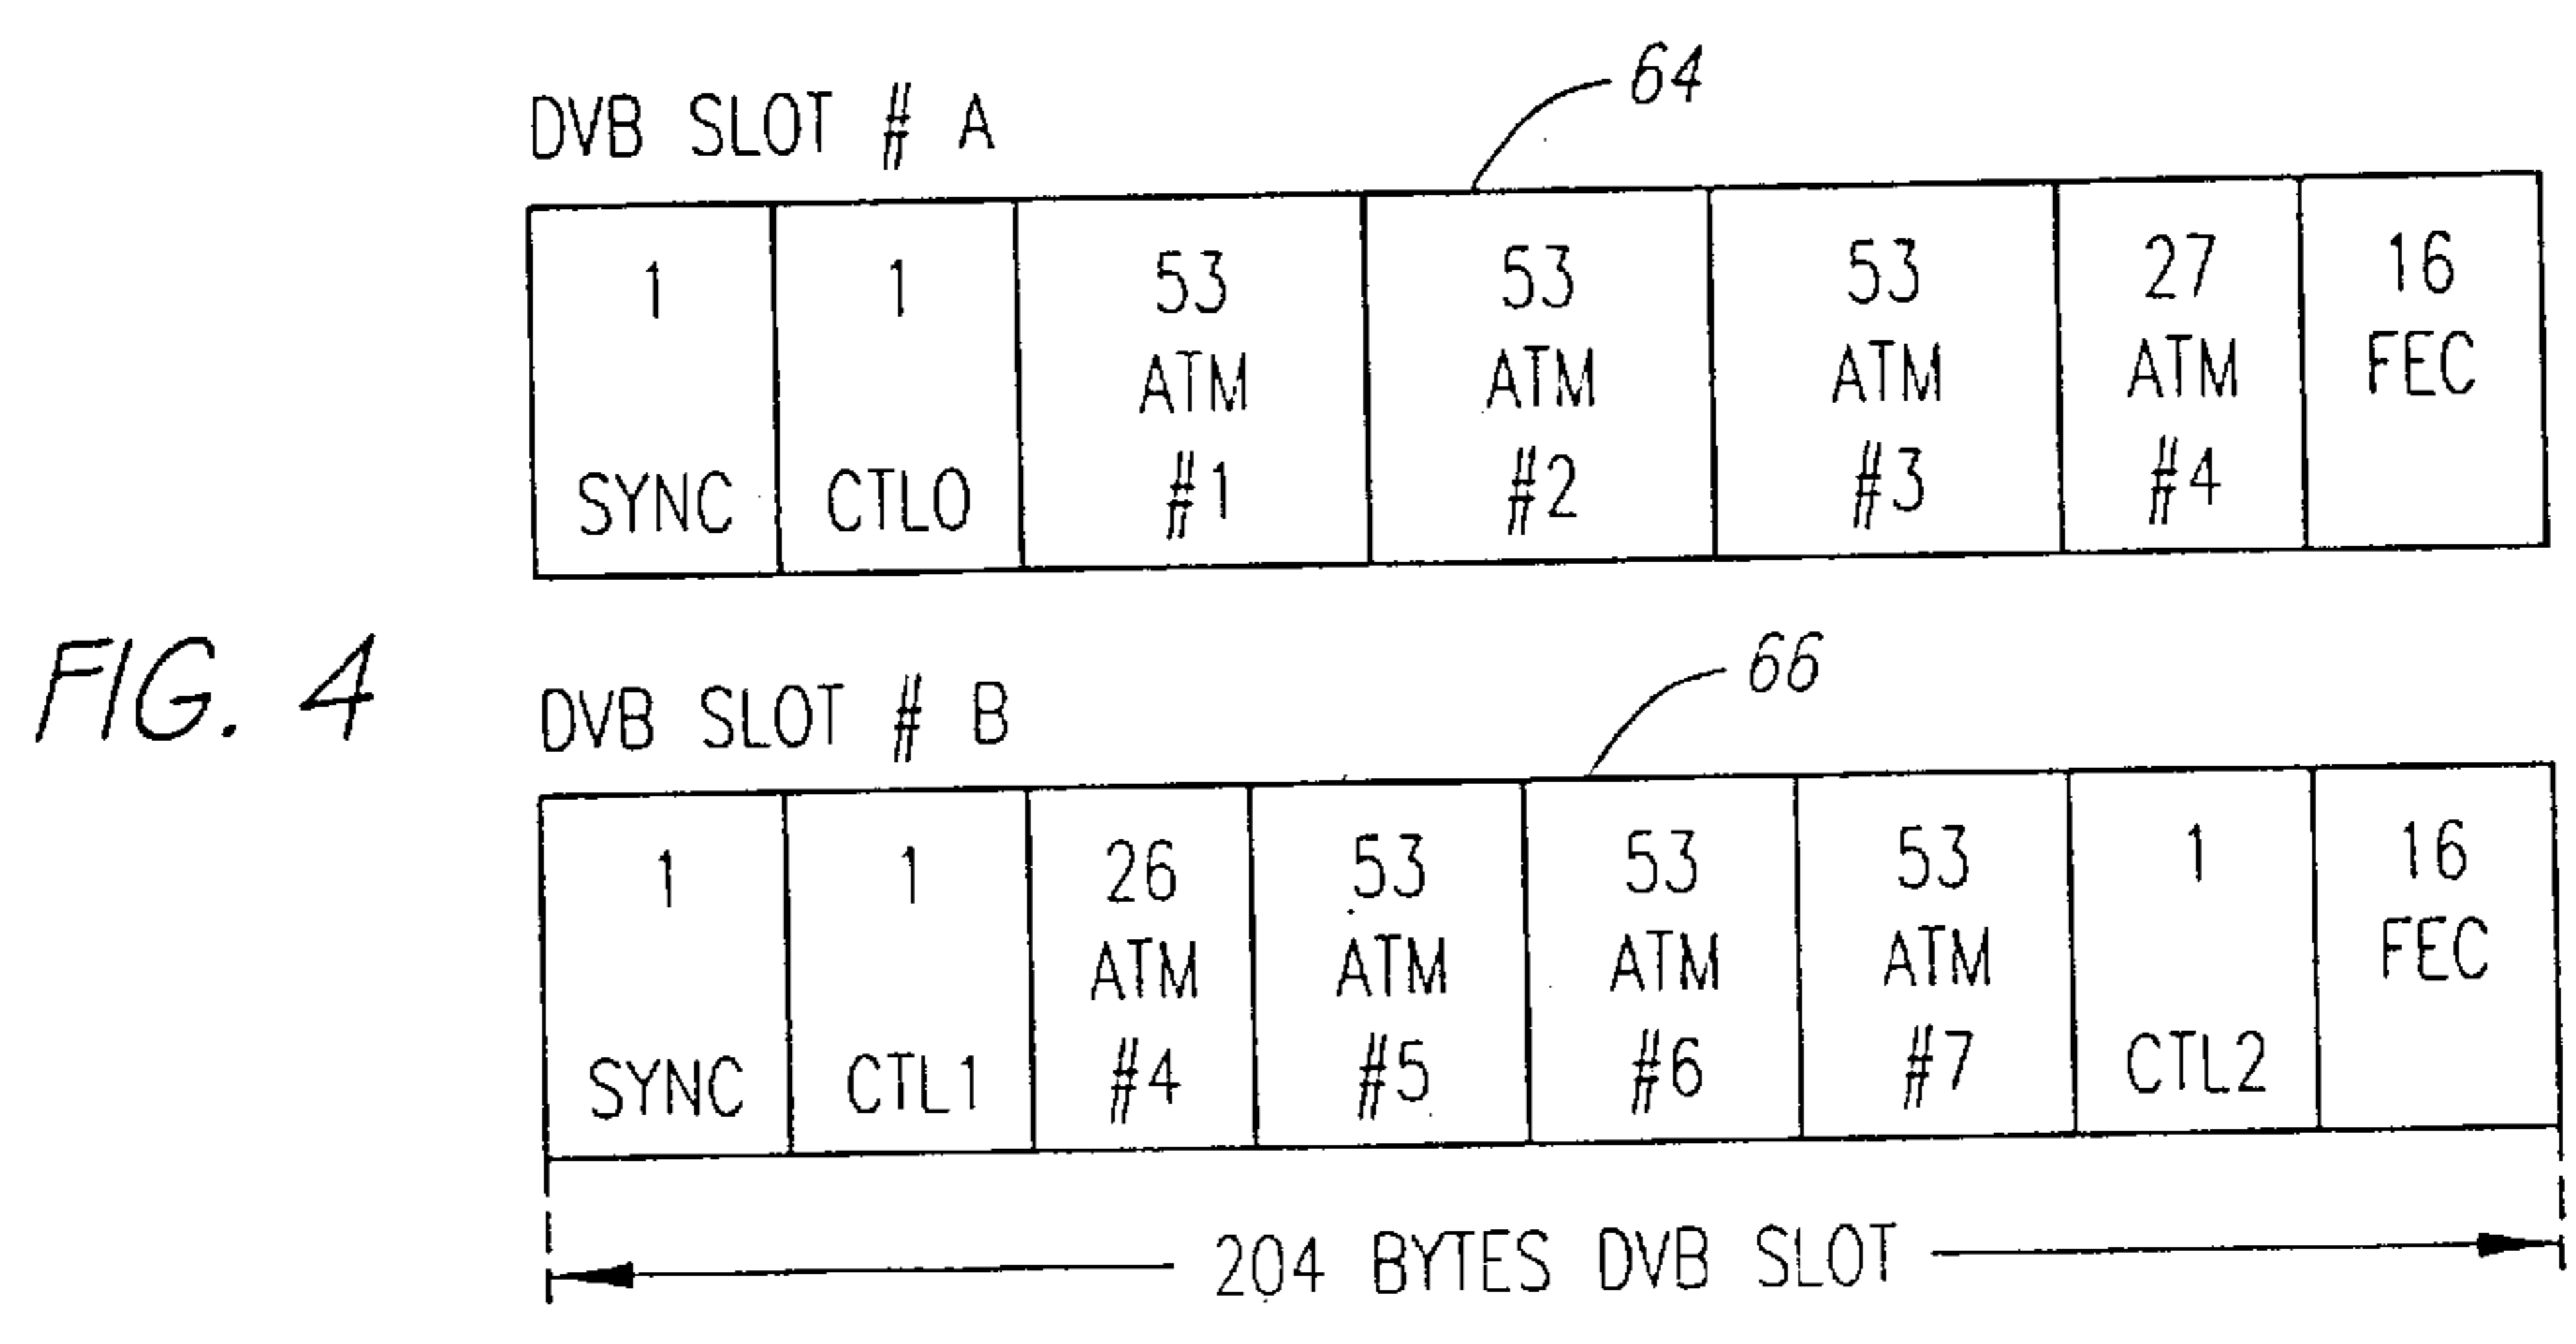 64
DVB SLOT # A
1 1 53 53 53 27 16
ATM ATM ATM ATM FEC
SYNC CTL0 #1 #2 #3 #4
FIG. 4
66
DVB SLOT # B
1 1 26 53 53 53 1 16
ATM ATM ATM ATM FEC
SYNC CTL1 #4 #5 #6 #7 CTL2
204 BYTES DVB SLOT